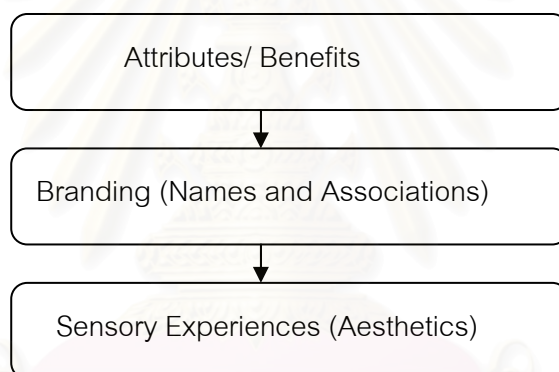 Attributes/ Benefits
Branding (Names and Associations)
Sensory Experiences (Aesthetics)